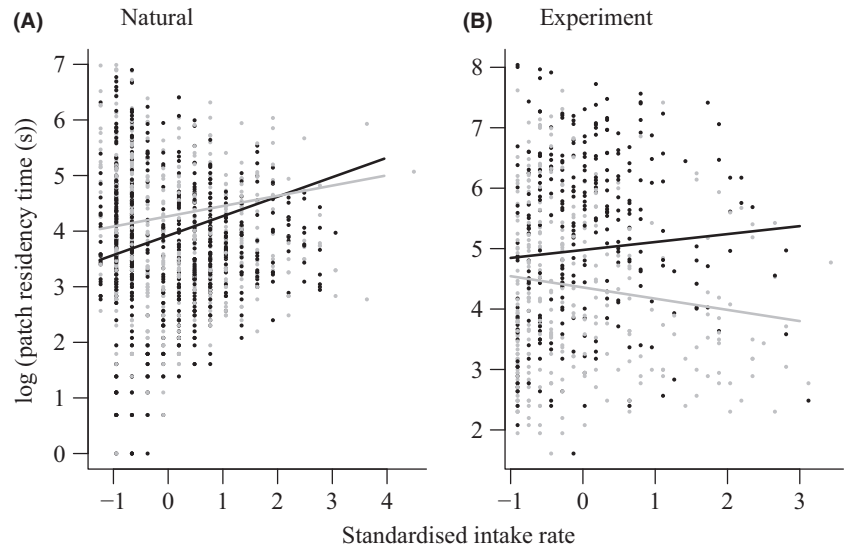 (A) Natural
(B) Experiment
log (patch residency time (s))
7
6
5
4
3
2
1
0
8
7
6
5
4
3
2
−1 0 1 2 3 4
−1 0 1 2 3
Standardised intake rate